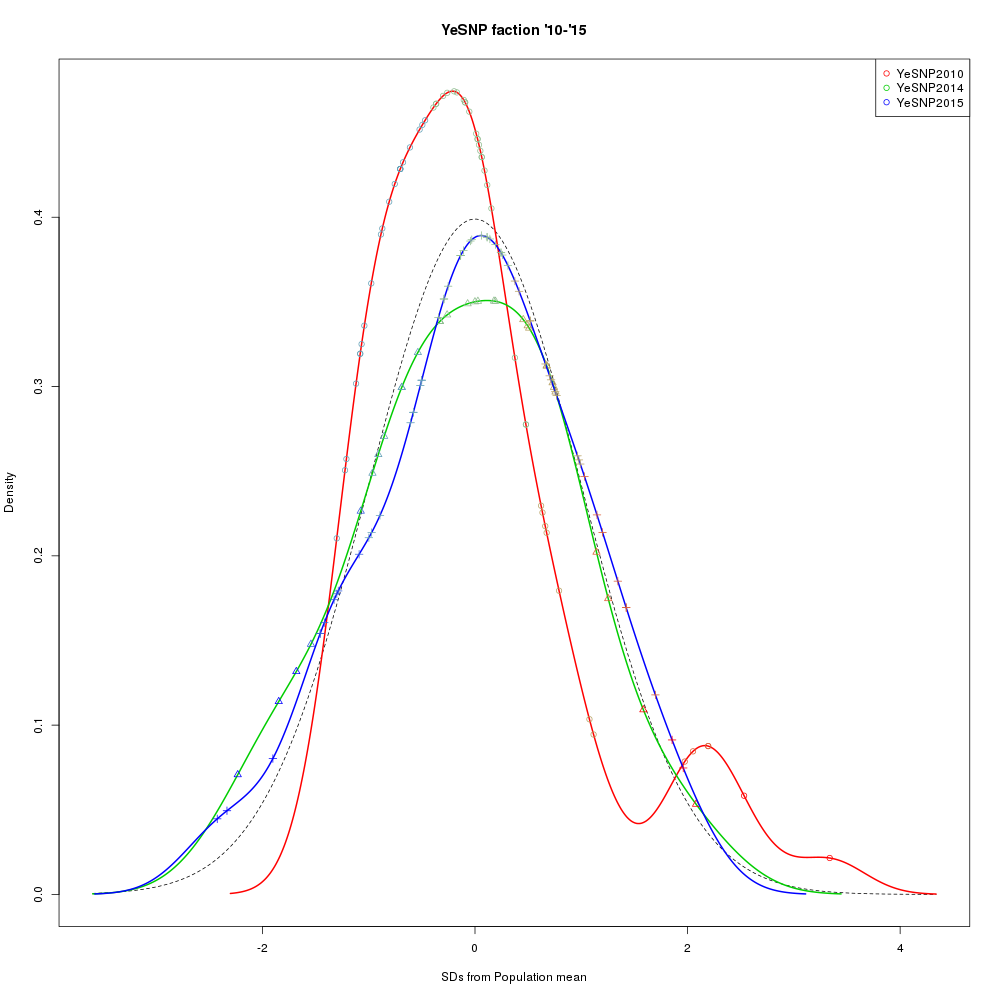 YeSNP faction '10-'15
YeSNP2010
YeSNP2014
YeSNP2015
Density
0.4
0.3
0.2
0.1
0.0
-2 0 2 4
SDs from Population mean